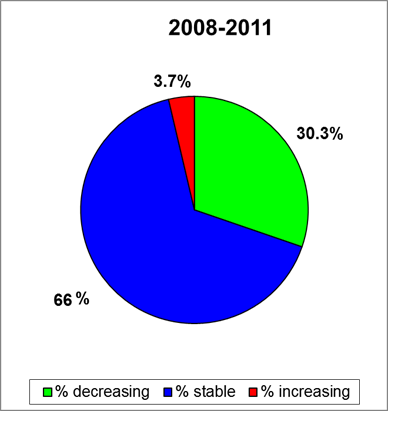 2008-2011
3.7%
30.3%
66 %
% decreasing % stable % increasing